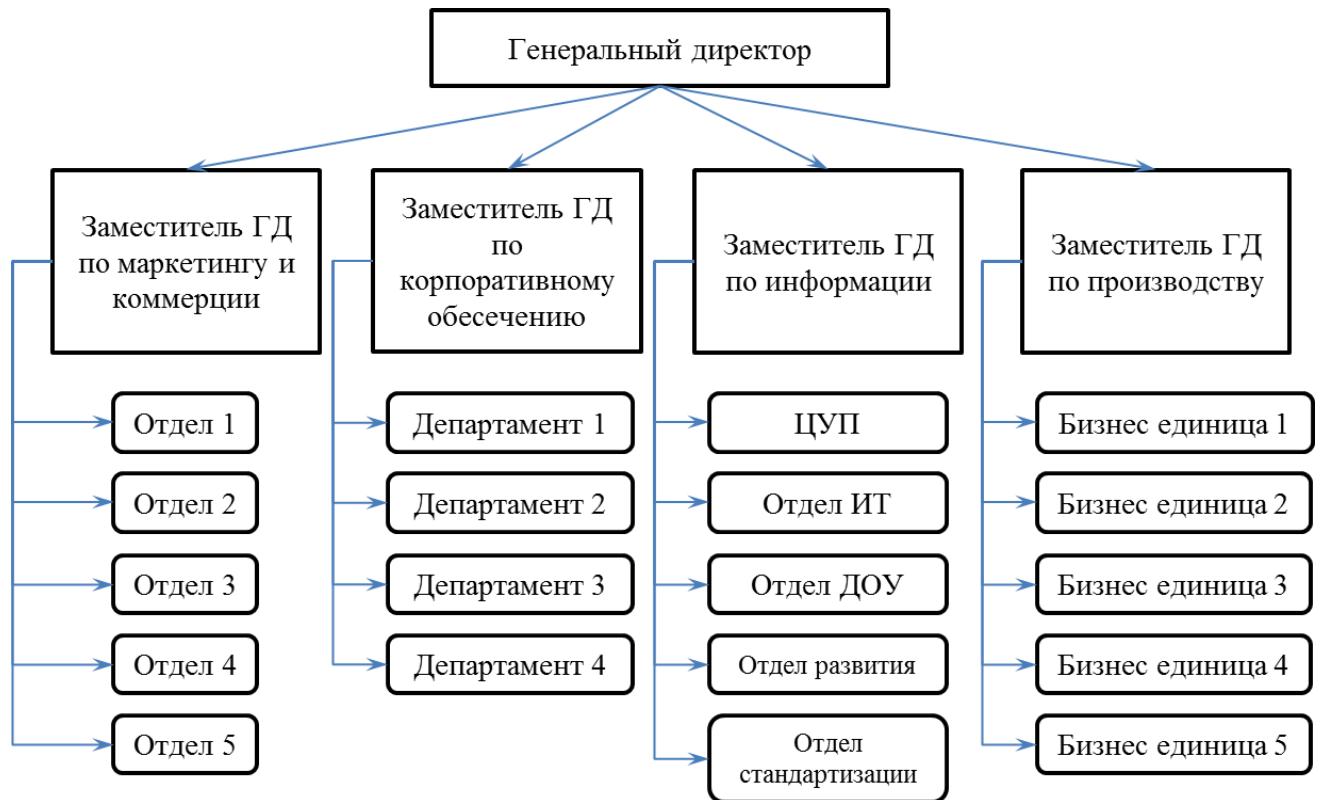 Генеральный директор
Заместитель ГД
по маркетингу и
коммерции
Заместитель ГД
по
корпоративному
обесечению
Заместитель ГД
по информации
Заместитель ГД
по производству
Отдел 1
Отдел 2
Отдел 3
Отдел 4
Отдел 5
Департамент 1
Департамент 2
Департамент 3
Департамент 4
ЦУП
Отдел ИТ
Отдел ДОУ
Отдел развития
Отдел
стандартизации
Бизнес единица 1
Бизнес единица 2
Бизнес единица 3
Бизнес единица 4
Бизнес единица 5